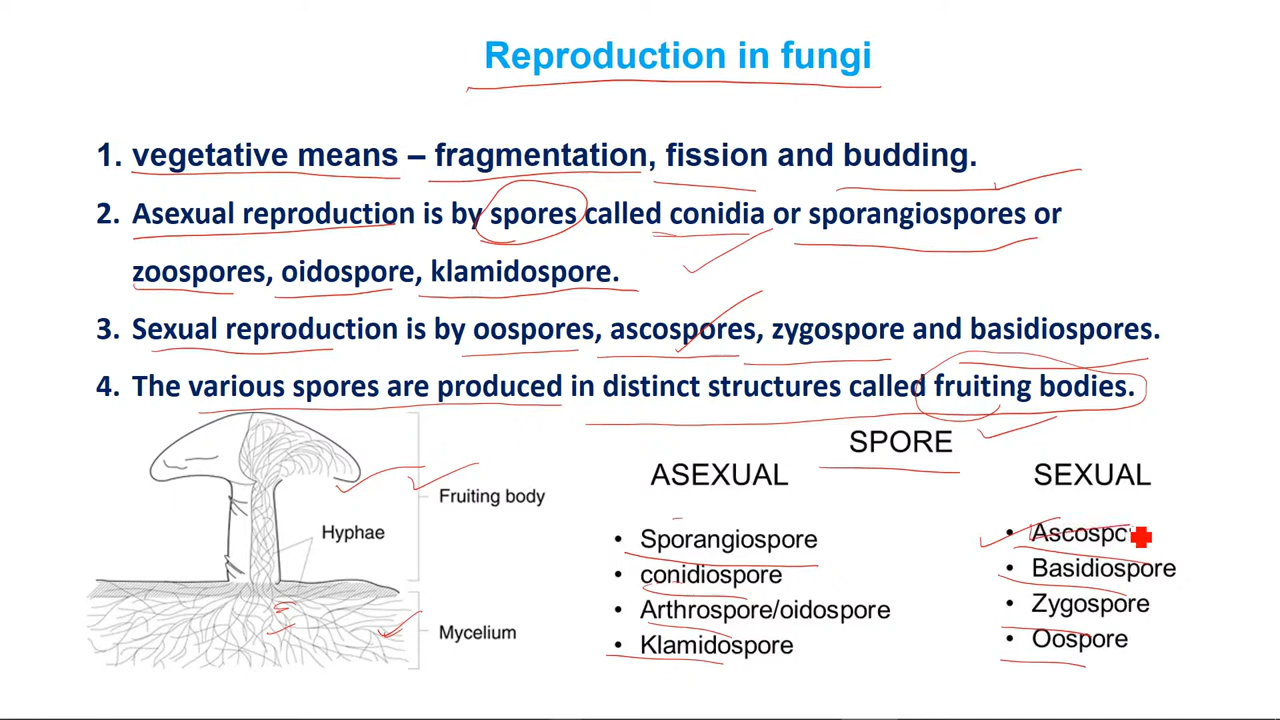 Reproduction in fungi
1. vegetative means – fragmentation, fission and budding.
2. Asexual reproduction is by spores called conidia or sporangiospores or
zoospores, oidospore, klamidospore.
3. Sexual reproduction is by oospores, ascospores, zygospore and basidiospores.
4. The various spores are produced in distinct structures called fruiting bodies.
SPORE
ASEXUAL
SEXUAL
Fruiting body
Hyphae
Mycelium
• Sporangiospore
• conidiospore
• Arthrospore/oidospore
• Klamidospore
• Basidiospore
• Zygospore
• Oospore